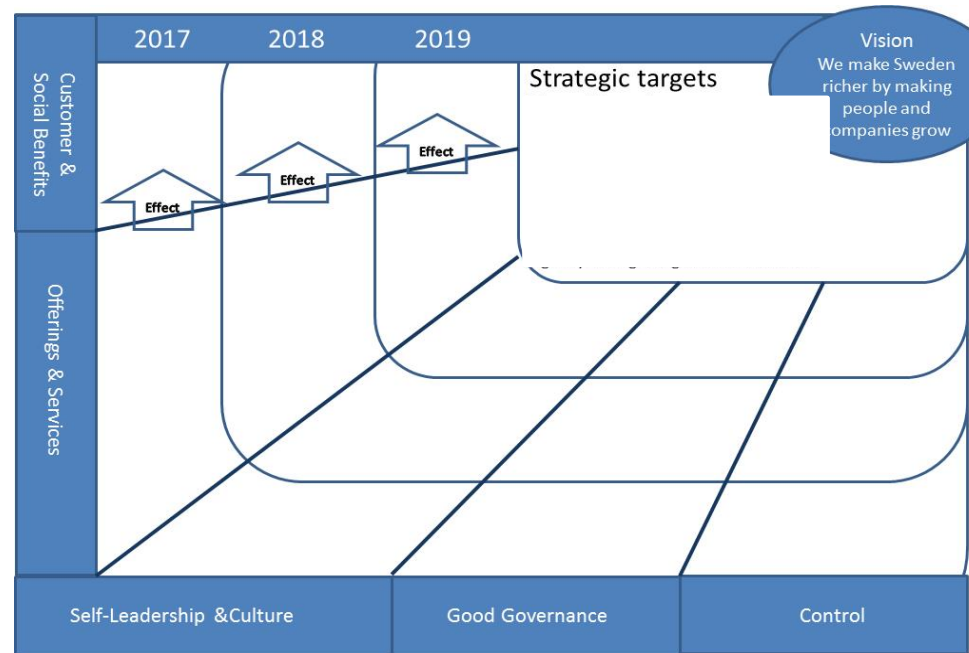 2017
2018
2019
Vision
We make Sweden
richer by making
people and
companies grow
Strategic targets
Customer &
Social Benefits
Effect
Effect
Effect
Offerings & Services
Self-Leadership &Culture
Good Governance
Control